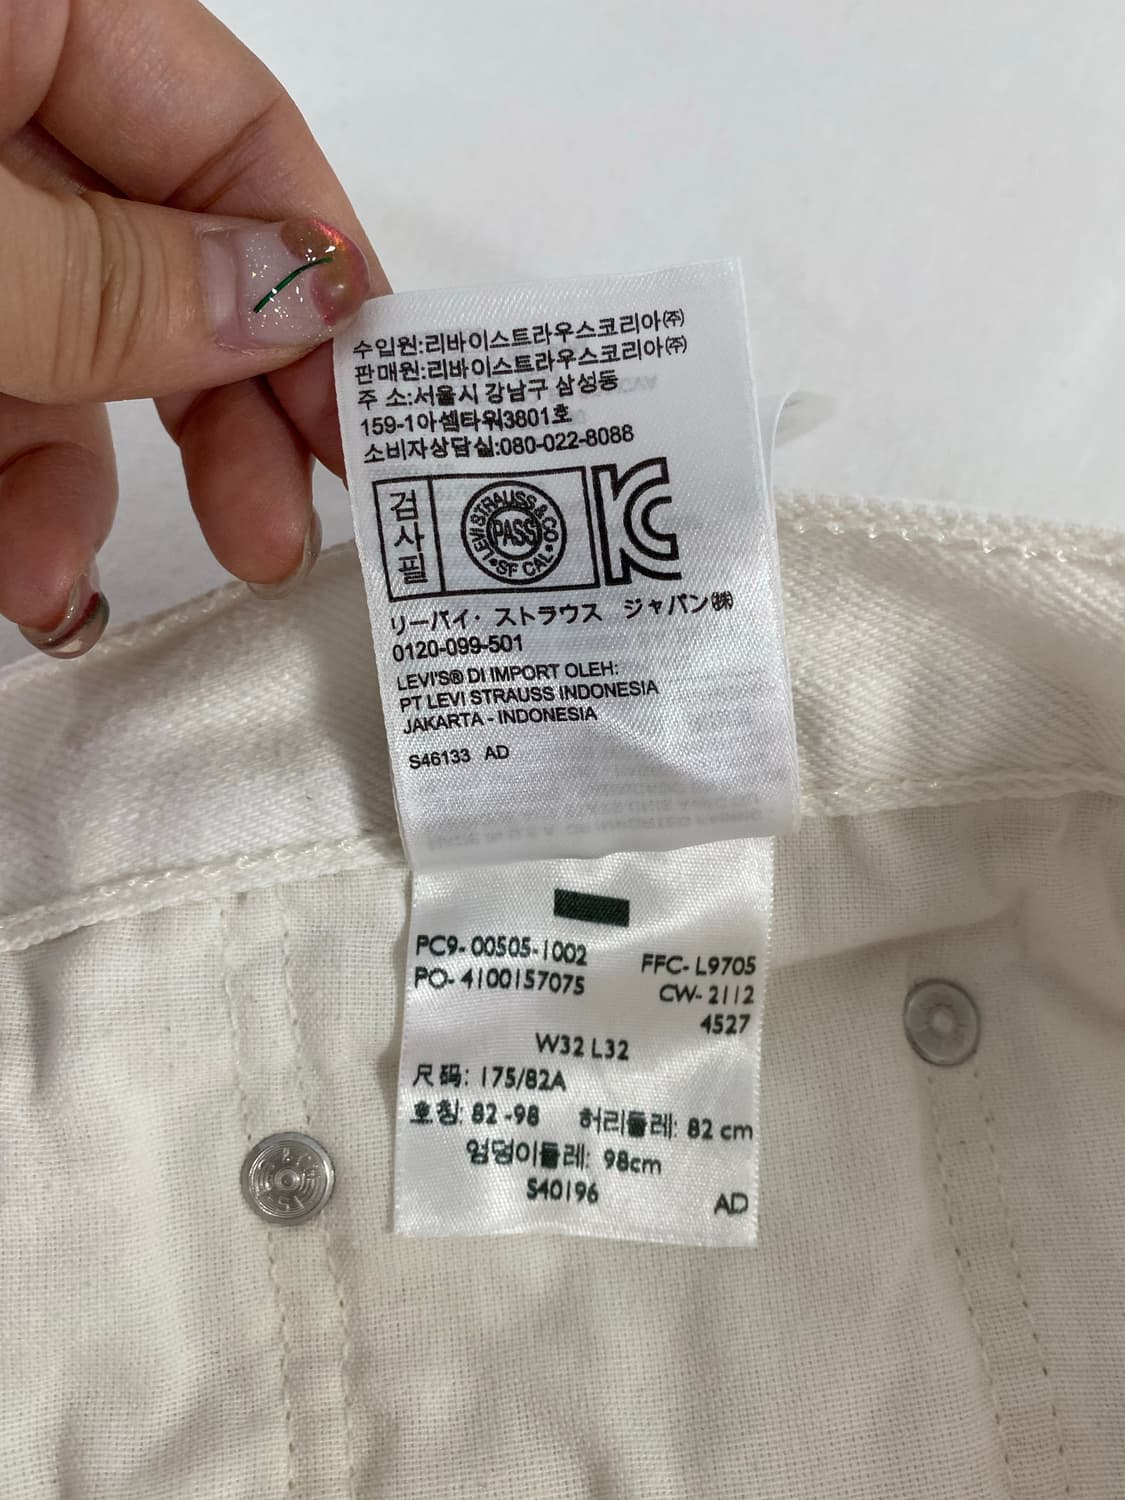 수입원:리바이스트라우스코리아㈜
판매원:리바이스트라우스코리아㈜
주 소:서울시 강남구 삼성동
159-1아셈타워3801호
소비자상담실:080-022-8088
검사필
LEVI STRAUSS & CO
PASS
SF CAL
KC
リーバイ・ストラウス ジャパン㈱
0120-099-501
LEVI'S® DI IMPORT OLEH:
PT LEVI STRAUSS INDONESIA
JAKARTA - INDONESIA
S46133 AD
PC9-00505-1002 FFC-L9705
PO-4100157075 CW-2112
4527
W32 L32
尺码: 175/82A
호칭: 82-98 허리둘레: 82 cm
엉덩이둘레: 98cm
S40196 AD